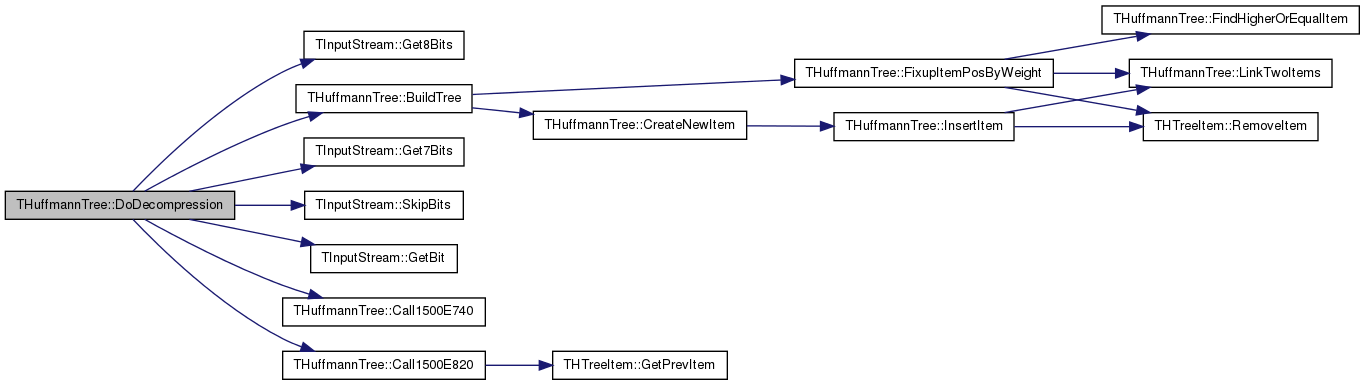 THuffmannTree::DoDecompression
TInputStream::Get8Bits
THuffmannTree::BuildTree
TInputStream::Get7Bits
TInputStream::SkipBits
TInputStream::GetBit
THuffmannTree::Call1500E740
THuffmannTree::Call1500E820
THuffmannTree::FixupItemPosByWeight
THuffmannTree::CreateNewItem
THTreeItem::GetPrevItem
THuffmannTree::InsertItem
THuffmannTree::FindHigherOrEqualItem
THuffmannTree::LinkTwoItems
THTreeItem::RemoveItem